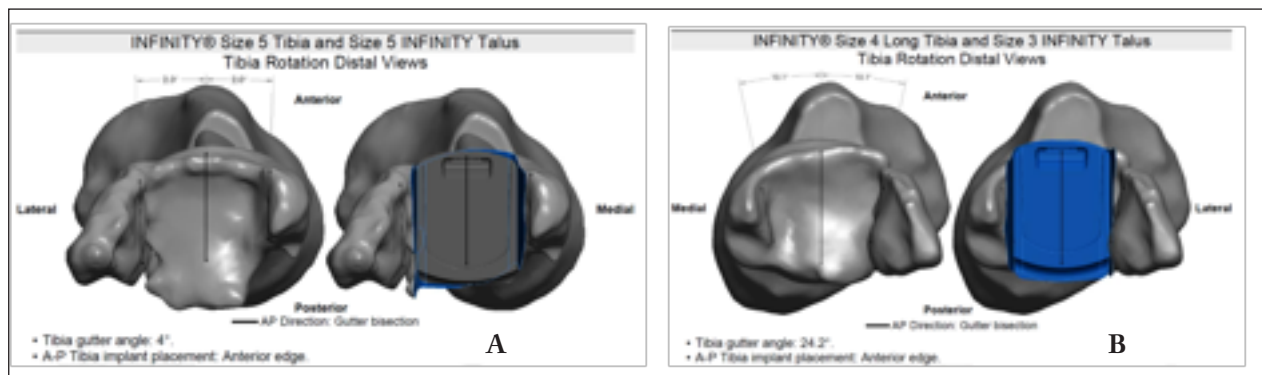 INFINITY® Size 5 Tibia and Size 5 INFINITY Talus
Tibia Rotation Distal Views
Anterior
Lateral
Medial
Posterior
AP Direction: Gutter bisection
• Tibia gutter angle: 4°.
• A-P Tibia implant placement: Anterior edge.
A
INFINITY® Size 4 Long Tibia and Size 3 INFINITY Talus
Tibia Rotation Distal Views
Anterior
Medial
Lateral
Posterior
AP Direction: Gutter bisection
• Tibia gutter angle: 24.2°.
• A-P Tibia implant placement: Anterior edge.
B